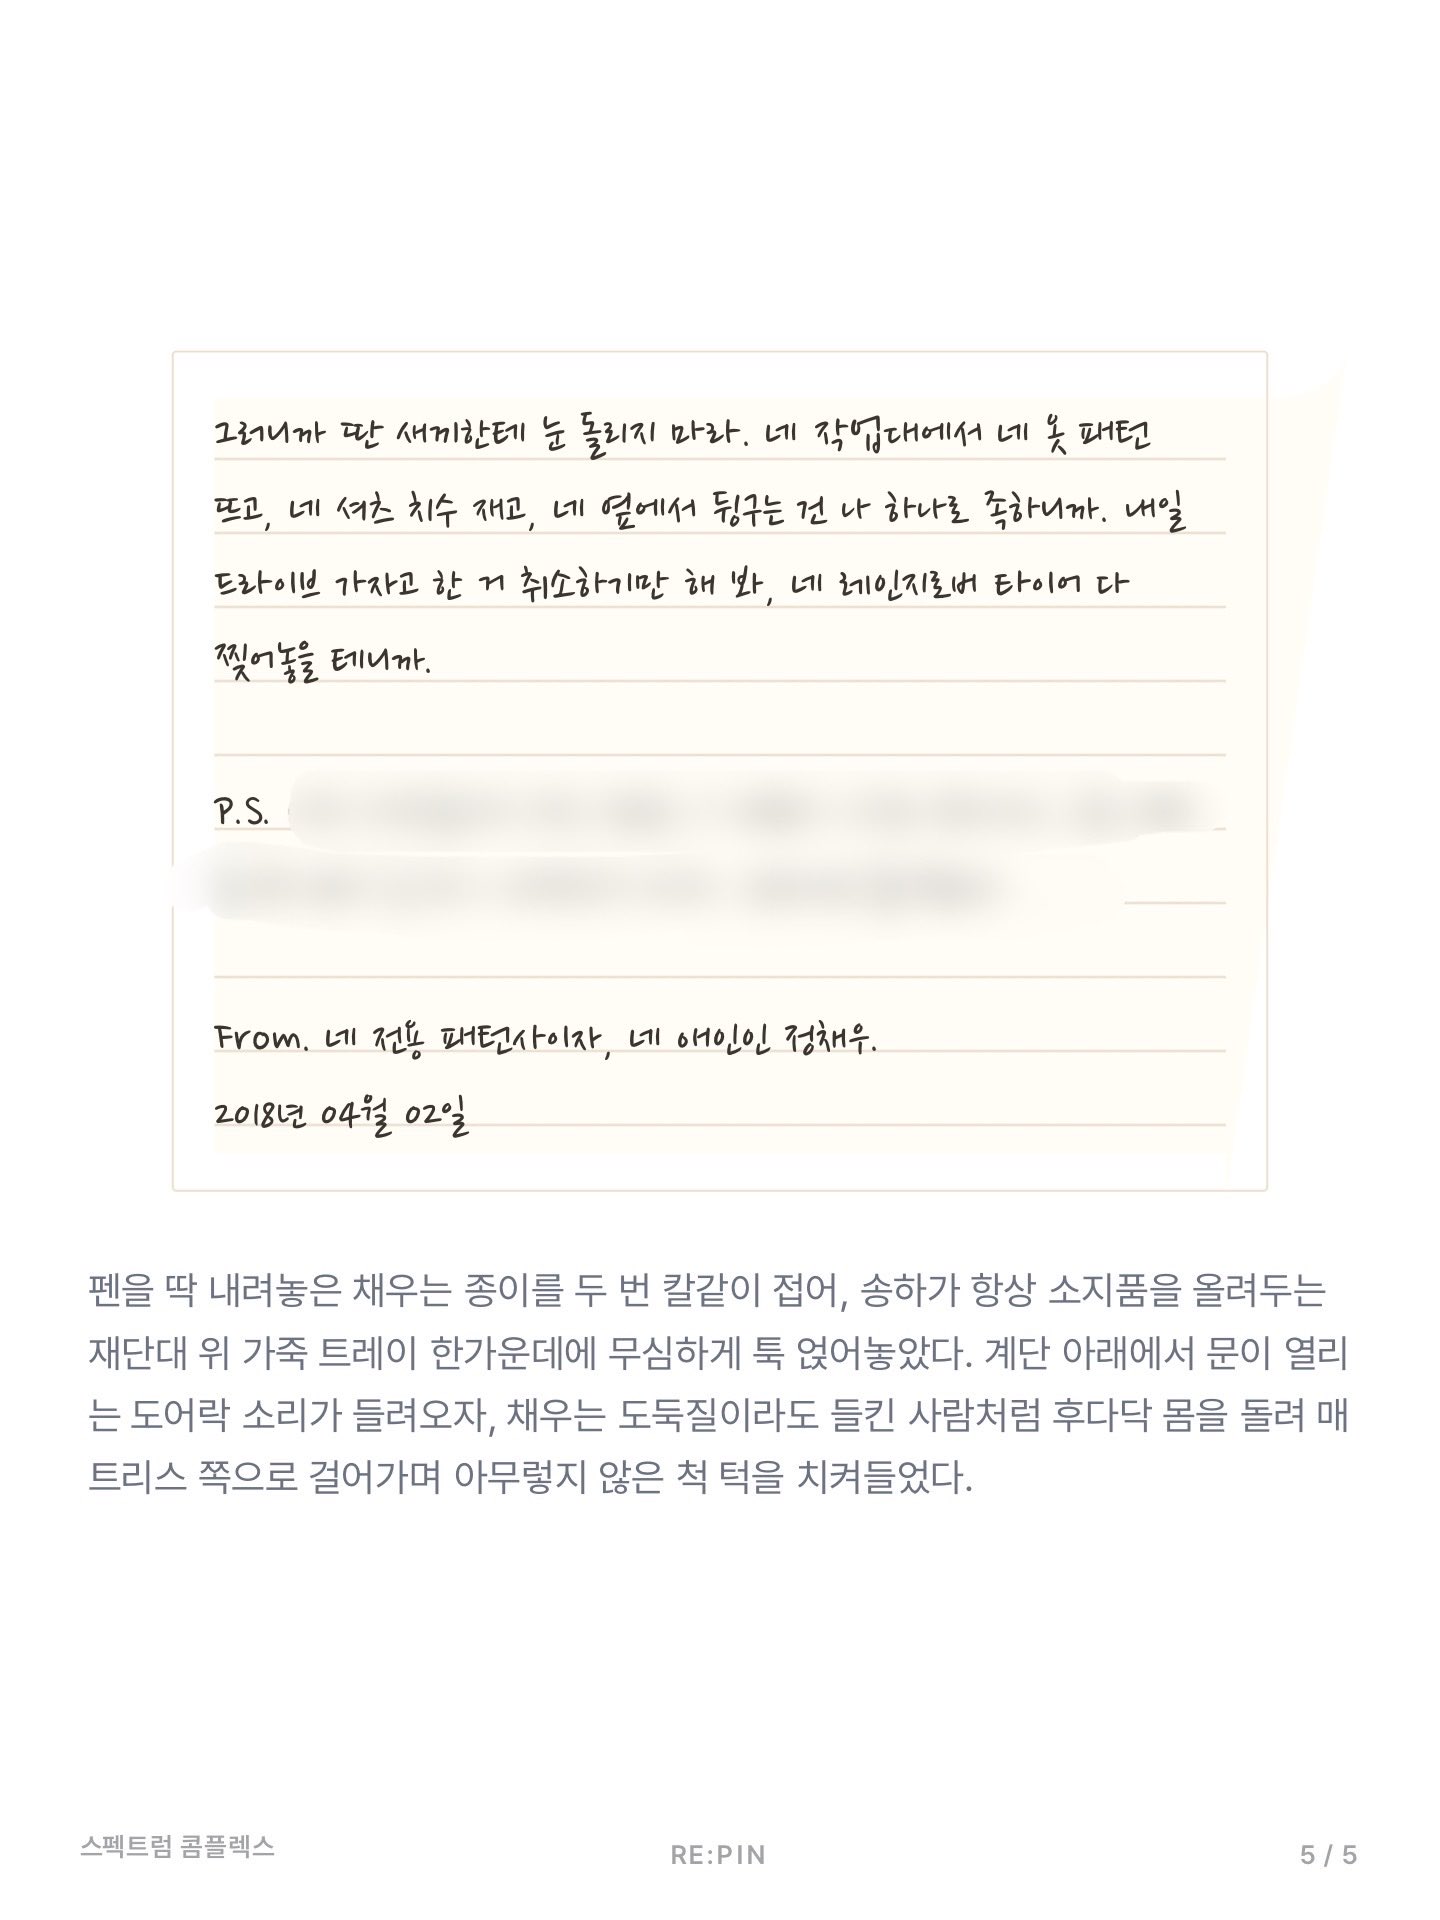 그러니까 딴 새끼한테 눈 돌리지 마라. 네 작업대에서 네 옷 패턴
뜨고, 네 셔츠 치수 재고, 네 옆에서 뒹구는 건 나 하나로 족하니까. 내일
드라이브 가자고 한 거 취소하기만 해 봐, 네 레인지로버 타이어 다
찢어놓을 테니까.
P.S.
From. 네 전용 패턴사이자, 네 애인인 정채우.
2018년 04월 02일
펜을 딱 내려놓은 채우는 종이를 두 번 칼같이 접어, 송하가 항상 소지품을 올려두는
재단대 위 가죽 트레이 한가운데에 무심하게 툭 얹어놓았다. 계단 아래에서 문이 열리
는 도어락 소리가 들려오자, 채우는 도둑질이라도 들킨 사람처럼 후다닥 몸을 돌려 매
트리스 쪽으로 걸어가며 아무렇지 않은 척 턱을 치켜들었다.
스펙트럼 콤플렉스
RE:PIN
5 / 5